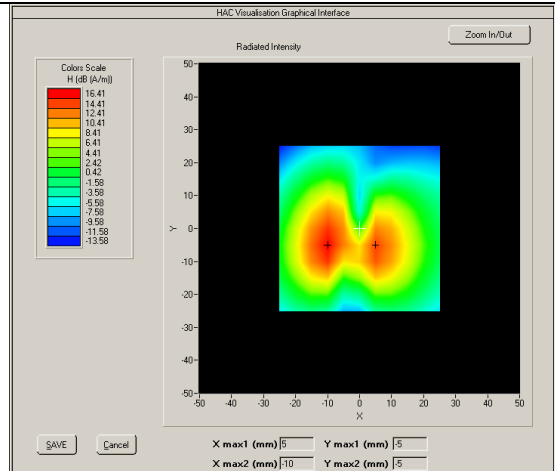 HAC Visualisation Graphical Interface
Zoom In/Out
Radiated Intensity
Colors Scale
H (dB (A/m))
16.41
14.41
12.41
10.41
8.41
6.41
4.41
2.42
0.42
-1.58
-3.58
-5.58
-7.58
-9.58
-11.58
-13.58
50
40
30
20
10
0
-10
-20
-30
-40
-50
Y
-50 -40 -30 -20 -10 0 10 20 30 40 50
X
SAVE Cancel
X max1 (mm) 5 Y max1 (mm) -5
X max2 (mm) -10 Y max2 (mm) -5